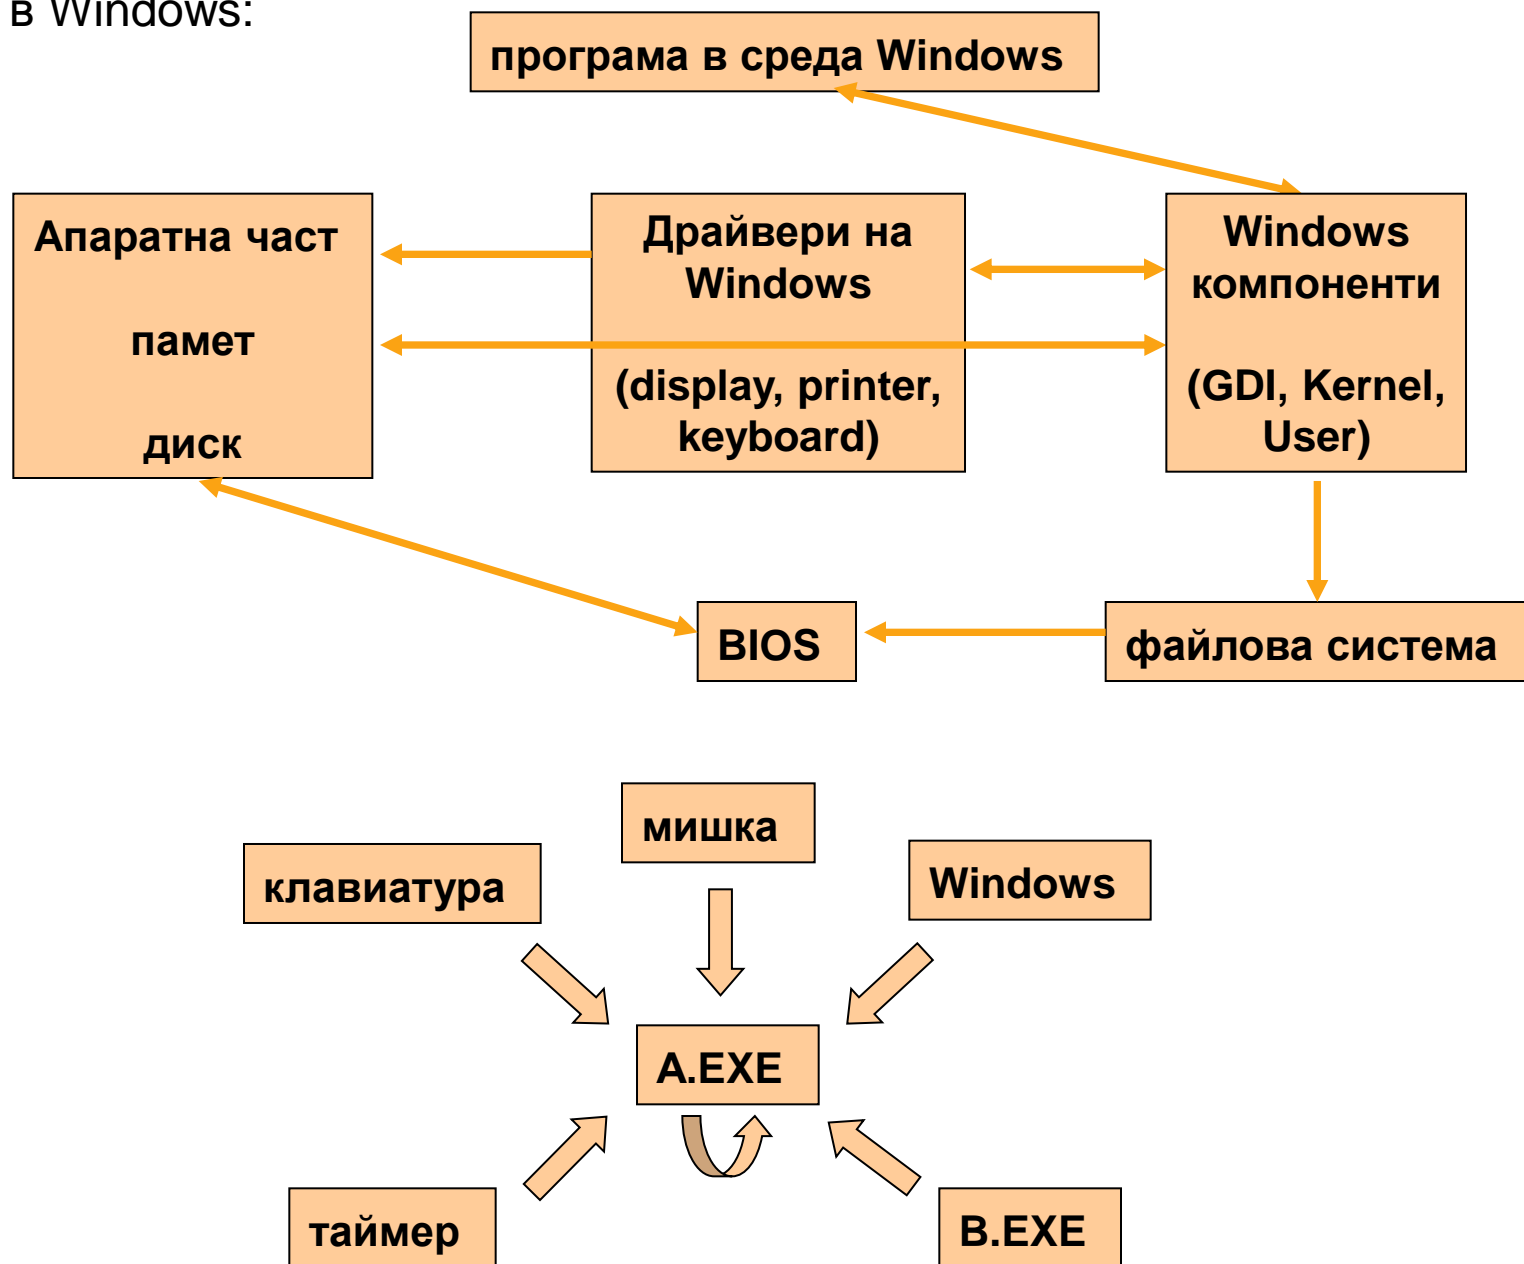 в Windows:
програма в среда Windows
Апаратна част
памет
диск
Драйвери на
Windows
(display, printer,
keyboard)
Windows
компоненти
(GDI, Kernel,
User)
BIOS
файлова система
мишка
клавиатура
Windows
A.EXE
таймер
B.EXE